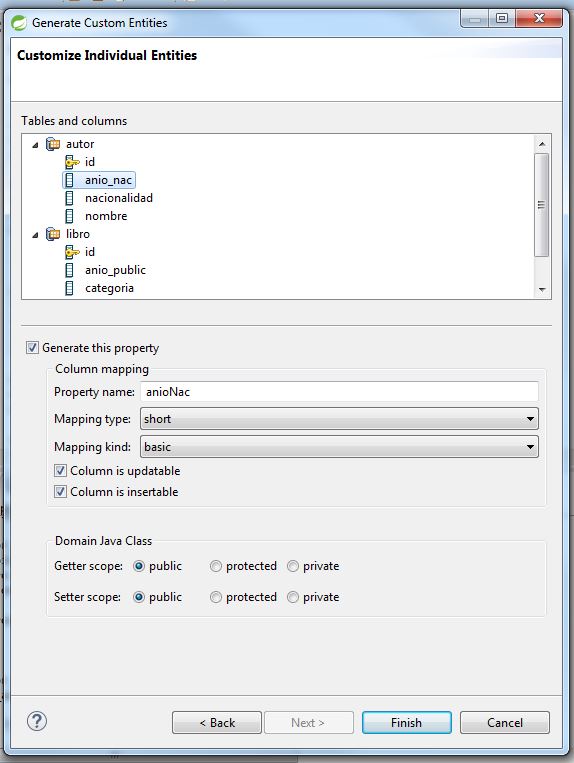 Generate Custom Entities
Customize Individual Entities
Tables and columns
autor
id
anio_nac
nacionalidad
nombre
libro
id
anio_public
categoria
Generate this property
Column mapping
Property name: anioNac
Mapping type: short
Mapping kind: basic
Column is updatable
Column is insertable
Domain Java Class
Getter scope: public protected private
Setter scope: public protected private
? < Back Next > Finish Cancel